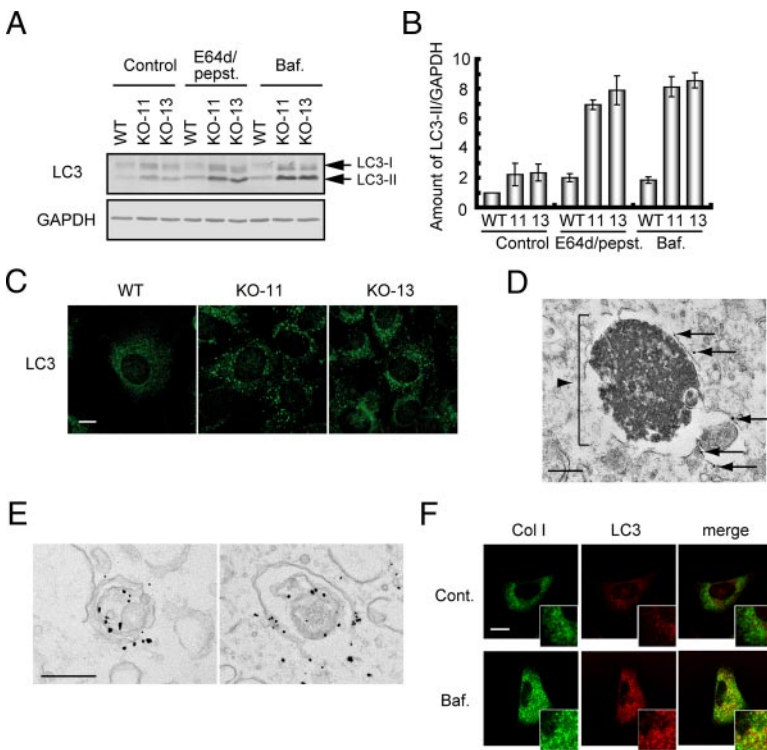 A
Control
E64d/
pepst.
Baf.
WT
KO-11
KO-13
WT
KO-11
KO-13
WT
KO-11
KO-13
LC3
LC3-I
LC3-II
GAPDH
B
Amount of LC3-II/GAPDH
10
8
6
4
2
0
WT 11 13 WT 11 13 WT 11 13
Control E64d/pepst. Baf.
C
WT KO-11 KO-13
LC3
D
E
F
Col I LC3 merge
Cont.
Baf.